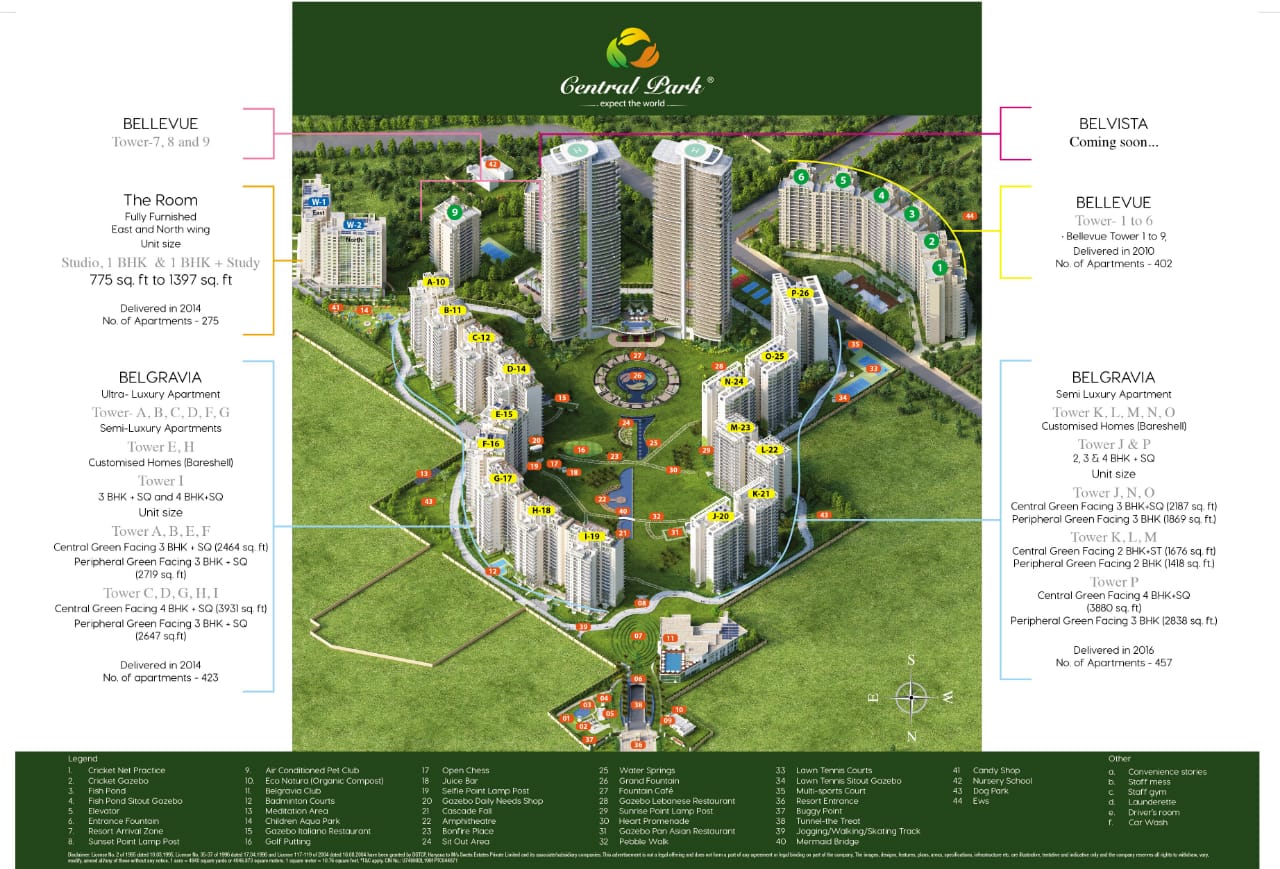 Central Park®
expect the world
BELLEVUE
Tower-7, 8 and 9
The Room
Fully Furnished
East and North wing
Unit size
Studio, 1 BHK & 1 BHK + Study
775 sq. ft to 1397 sq. ft
Delivered in 2014
No. of Apartments - 275
BELGRAVIA
Ultra- Luxury Apartment
Tower- A, B, C, D, F, G
Semi-Luxury Apartments
Tower E, H
Customised Homes (Bareshell)
Tower I
3 BHK + SQ and 4 BHK+SQ
Unit size
Tower A, B, E, F
Central Green Facing 3 BHK + SQ (2464 sq. ft)
Peripheral Green Facing 3 BHK + SQ
(2719 sq. ft)
Tower C, D, G, H, I
Central Green Facing 4 BHK + SQ (3931 sq. ft)
Peripheral Green Facing 3 BHK + SQ
(2647 sq.ft)
Delivered in 2014
No. of apartments - 423
BELVISTA
Coming soon...
BELLEVUE
Tower- 1 to 6
· Bellevue Tower 1 to 9,
Delivered in 2010
No. of Apartments - 402
BELGRAVIA
Semi Luxury Apartment
Tower K, L, M, N, O
Customised Homes (Bareshell)
Tower J & P
2, 3 & 4 BHK + SQ
Unit size
Tower J, N, O
Central Green Facing 3 BHK+SQ (2187 sq. ft)
Peripheral Green Facing 3 BHK (1869 sq. ft.)
Tower K, L, M
Central Green Facing 2 BHK+ST (1676 sq. ft)
Peripheral Green Facing 2 BHK (1418 sq. ft.)
Tower P
Central Green Facing 4 BHK+SQ
(3880 sq. ft)
Peripheral Green Facing 3 BHK (2838 sq. ft.)
Delivered in 2016
No. of Apartments - 457
W-1
East
W-2
North
42
9
H
H
6
5
4
3
2
1
44
A-10
B-11
C-12
D-14
E-15
F-16
G-17
H-18
I-19
P-26
O-25
N-24
M-23
L-22
K-21
J-20
41
14
27
26
28
35
33
34
15
24
25
20
16
23
29
19
17
18
30
13
43
22
40
32
43
21
31
12
08
39
07
11
06
04
03
05
38
10
01
02
09
37
36
S
E
W
N
Legend
1. Cricket Net Practice
2. Cricket Gazebo
3. Fish Pond
4. Fish Pond Sitout Gazebo
5. Elevator
6. Entrance Fountain
7. Resort Arrival Zone
8. Sunset Point Lamp Post
9. Air Conditioned Pet Club
10. Eco Natura (Organic Compost)
11. Belgravia Club
12 Badminton Courts
13 Meditation Area
14 Children Aqua Park
15 Gazebo Italiano Restaurant
16 Golf Putting
17 Open Chess
18 Juice Bar
19 Selfie Point Lamp Post
20 Gazebo Daily Needs Shop
21 Cascade Fall
22 Amphitheatre
23 Bonfire Place
24 Sit Out Area
25 Water Springs
26 Grand Fountain
27 Fountain Café
28 Gazebo Lebanese Restaurant
29 Sunrise Point Lamp Post
30 Heart Promenade
31 Gazebo Pan Asian Restaurant
32 Pebble Walk
33 Lawn Tennis Courts
34 Lawn Tennis Sitout Gazebo
35 Multi-sports Court
36 Resort Entrance
37 Buggy Point
38 Tunnel-the Treat
39 Jogging/Walking/Skating Track
40 Mermaid Bridge
41 Candy Shop
42 Nursery School
43 Dog Park
44 Ews
Other
a. Convenience stories
b. Staff mess
c. Staff gym
d. Launderette
e. Driver's room
f. Car Wash